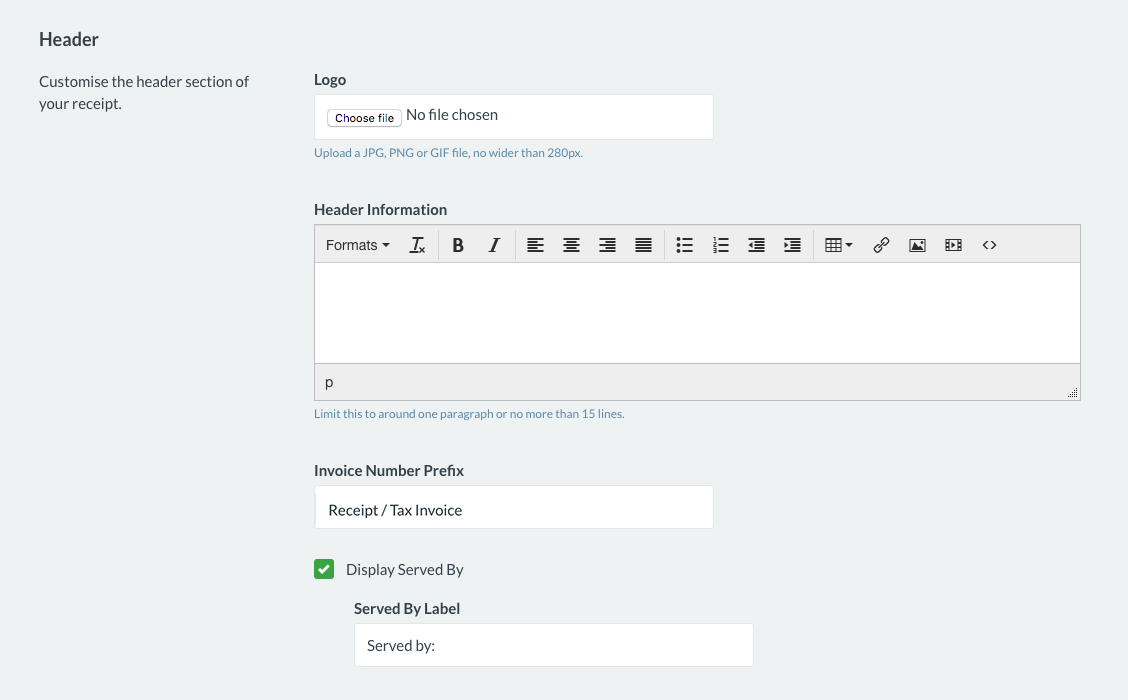 Header
Customise the header section of
your receipt.
Logo
Choose file No file chosen
Upload a JPG, PNG or GIF file, no wider than 280px.
Header Information
Formats B I
p
Limit this to around one paragraph or no more than 15 lines.
Invoice Number Prefix
Receipt / Tax Invoice
Display Served By
Served By Label
Served by: